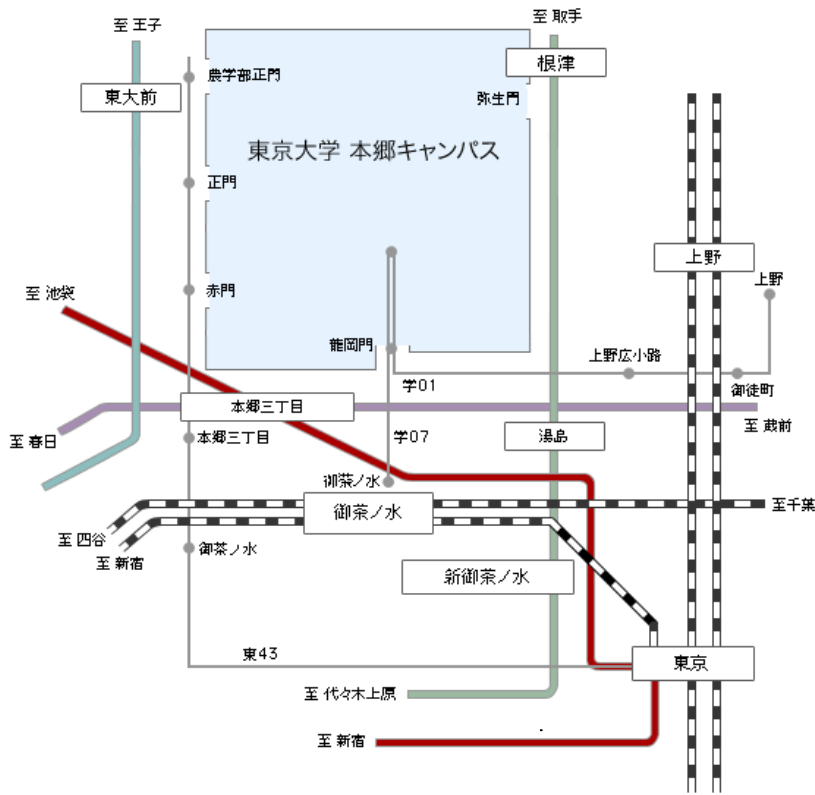 至 王子
至 取手
農学部正門
根津
東大前
弥生門
東京大学 本郷キャンパス
正門
上野
上野
至 池袋
赤門
龍岡門
上野広小路
学01
御徒町
本郷三丁目
至 蔵前
至 春日
本郷三丁目
学07
湯島
御茶ノ水
御茶ノ水
至千葉
至 四谷
御茶ノ水
至 新宿
新御茶ノ水
東43
東京
至 代々木上原
至 新宿